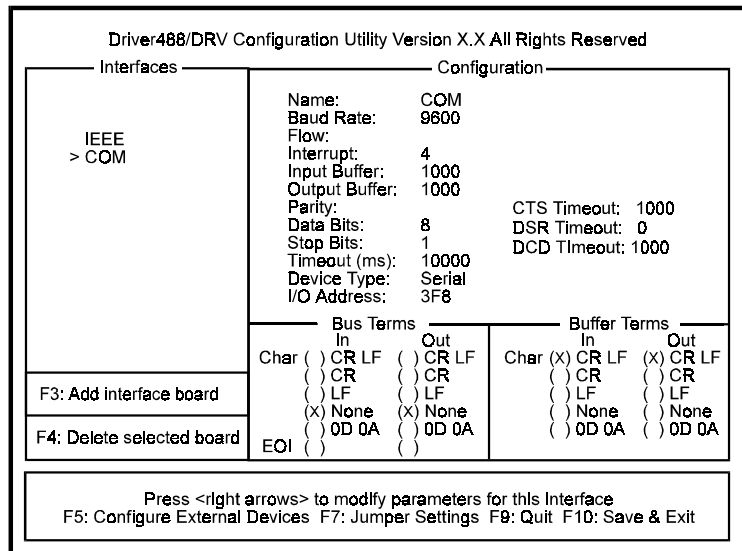 Driver488/DRV Configuration Utility Version X.X All Rights Reserved
Interfaces
IEEE
> COM
F3: Add interface board
F4: Delete selected board
Configuration
Name: COM
Baud Rate: 9600
Flow:
Interrupt: 4
Input Buffer: 1000
Output Buffer: 1000
Parity:
Data Bits: 8
Stop Bits: 1
Timeout (ms): 10000
Device Type: Serial
I/O Address: 3F8
CTS Timeout: 1000
DSR Timeout: 0
DCD TImeout: 1000
Bus Terms
In Out
Char ( ) CR LF ( ) CR LF
( ) CR ( ) CR
( ) LF ( ) LF
(X) None (X) None
( ) 0D 0A ( ) 0D 0A
EOI ( ) ( )
Buffer Terms
In Out
Char (X) CR LF (X) CR LF
( ) CR ( ) CR
( ) LF ( ) LF
( ) None ( ) None
( ) 0D 0A ( ) 0D 0A
Press <right arrows> to modify parameters for this Interface
F5: Configure External Devices F7: Jumper Settings F9: Quit F10: Save & Exit